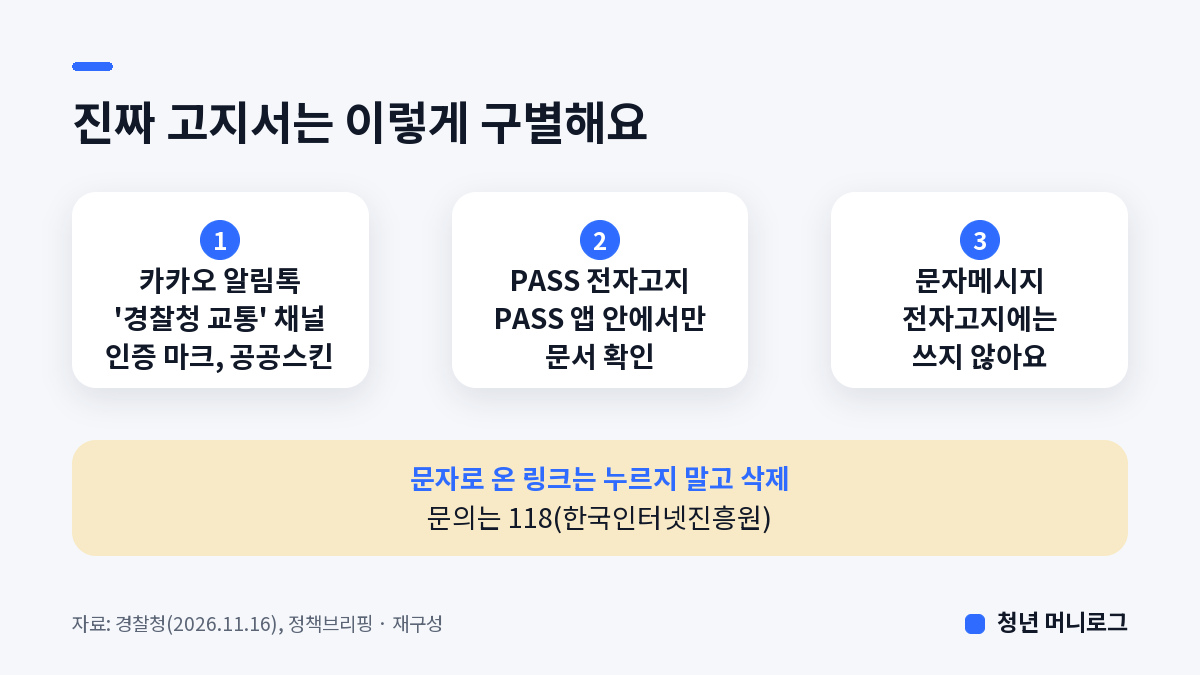 진짜 고지서는 이렇게 구별해요
1
카카오 알림톡
'경찰청 교통' 채널
인증 마크, 공공스킨
2
PASS 전자고지
PASS 앱 안에서만
문서 확인
3
문자메시지
전자고지에는
쓰지 않아요
문자로 온 링크는 누르지 말고 삭제
문의는 118(한국인터넷진흥원)
자료: 경찰청(2026.11.16), 정책브리핑 · 재구성
청년 머니로그